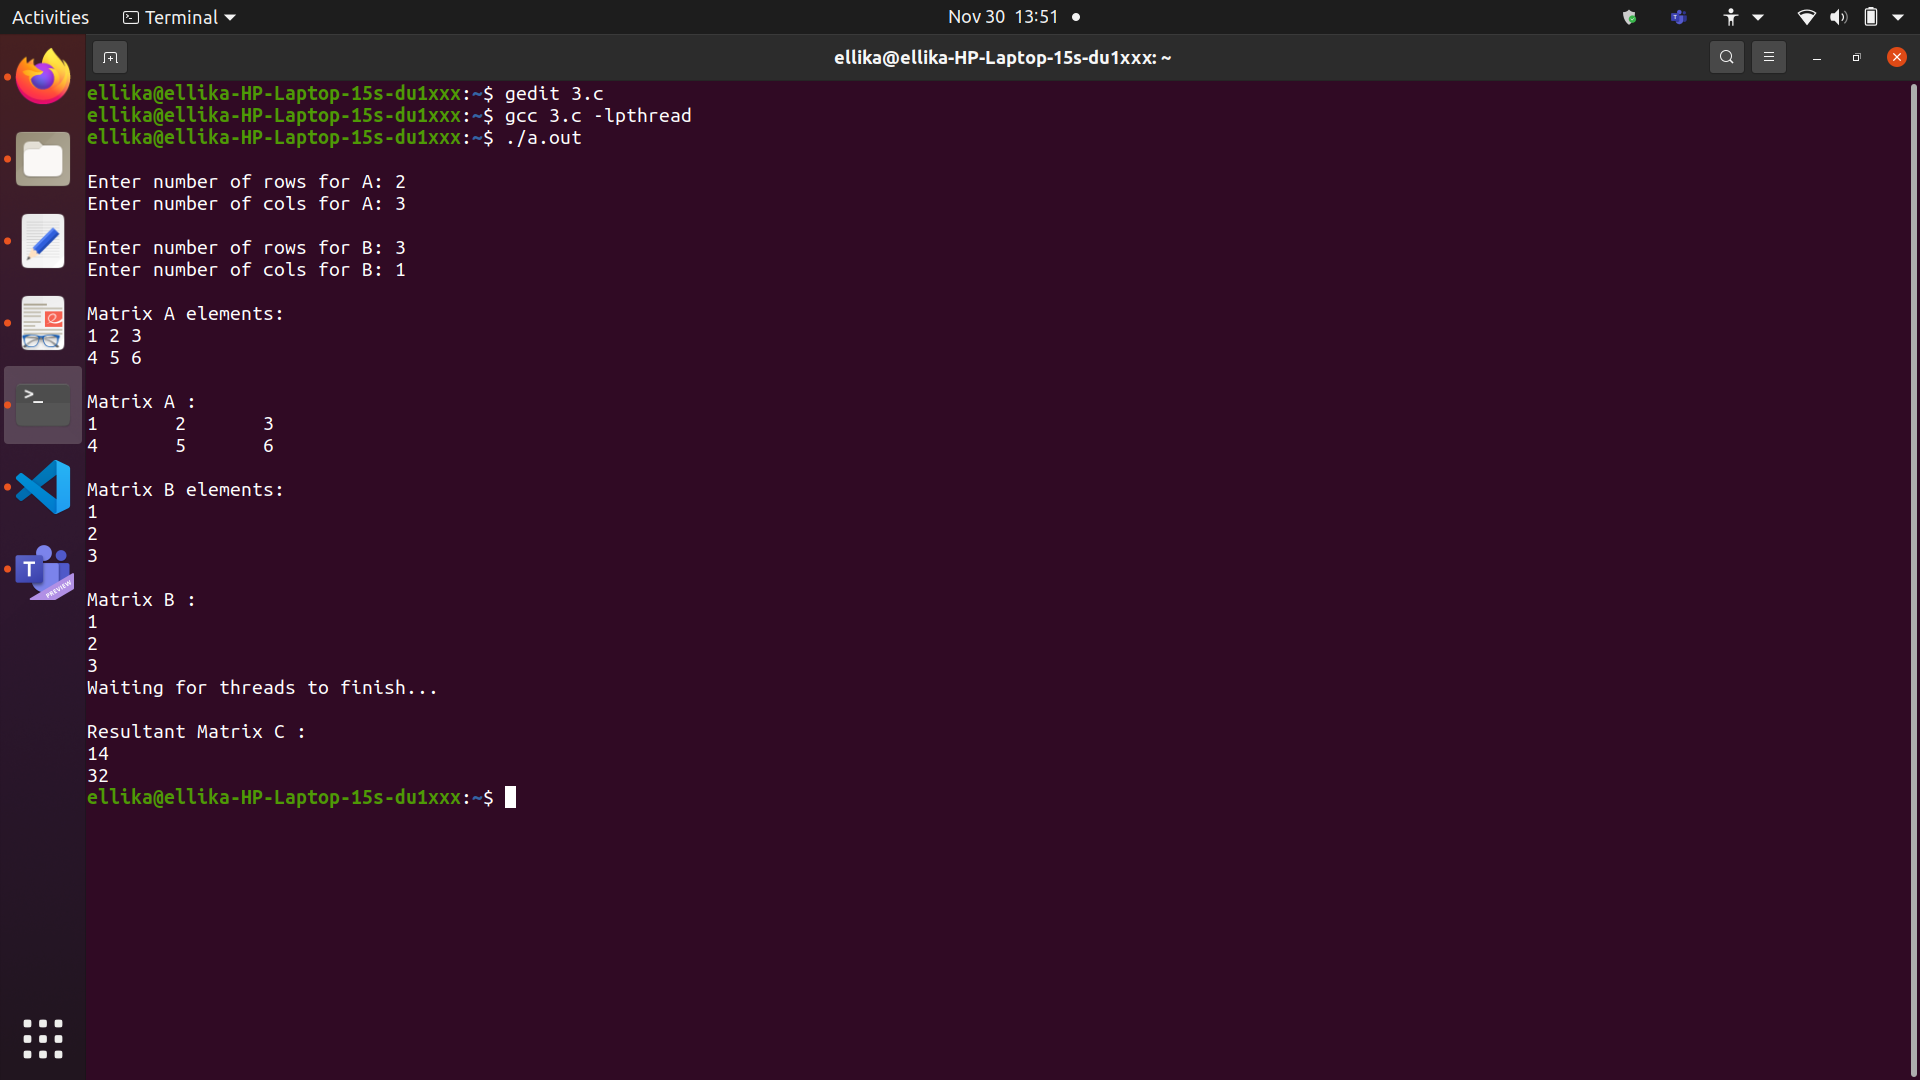 Activities
Terminal
Nov 30 13:51
ellika@ellika-HP-Laptop-15s-du1xxx: ~
ellika@ellika-HP-Laptop-15s-du1xxx:~$ gedit 3.c
ellika@ellika-HP-Laptop-15s-du1xxx:~$ gcc 3.c -lpthread
ellika@ellika-HP-Laptop-15s-du1xxx:~$ ./a.out
Enter number of rows for A: 2
Enter number of cols for A: 3
Enter number of rows for B: 3
Enter number of cols for B: 1
Matrix A elements:
1 2 3
4 5 6
Matrix A :
1 2 3
4 5 6
Matrix B elements:
1
2
3
Matrix B :
1
2
3
Waiting for threads to finish...
Resultant Matrix C :
14
32
ellika@ellika-HP-Laptop-15s-du1xxx:~$
>_
T
PREVIEW